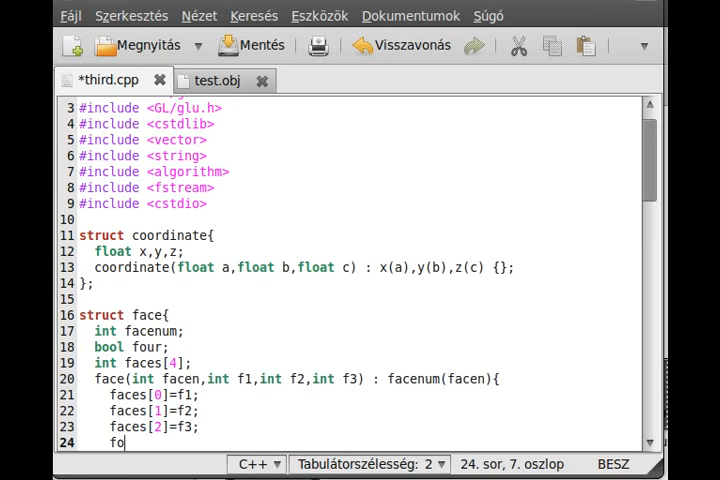 Fájl Szerkesztés Nézet Keresés Eszközök Dokumentumok Súgó
Megnyitás Mentés Visszavonás
*third.cpp test.obj
3 #include <GL/glu.h>
4 #include <cstdlib>
5 #include <vector>
6 #include <string>
7 #include <algorithm>
8 #include <fstream>
9 #include <cstdio>
10
11 struct coordinate{
12 float x,y,z;
13 coordinate(float a,float b,float c) : x(a),y(b),z(c) {};
14 };
15
16 struct face{
17 int facenum;
18 bool four;
19 int faces[4];
20 face(int facen,int f1,int f2,int f3) : facenum(facen){
21 faces[0]=f1;
22 faces[1]=f2;
23 faces[2]=f3;
24 fo
C++ Tabulátorszélesség: 2 24. sor, 7. oszlop BESZ